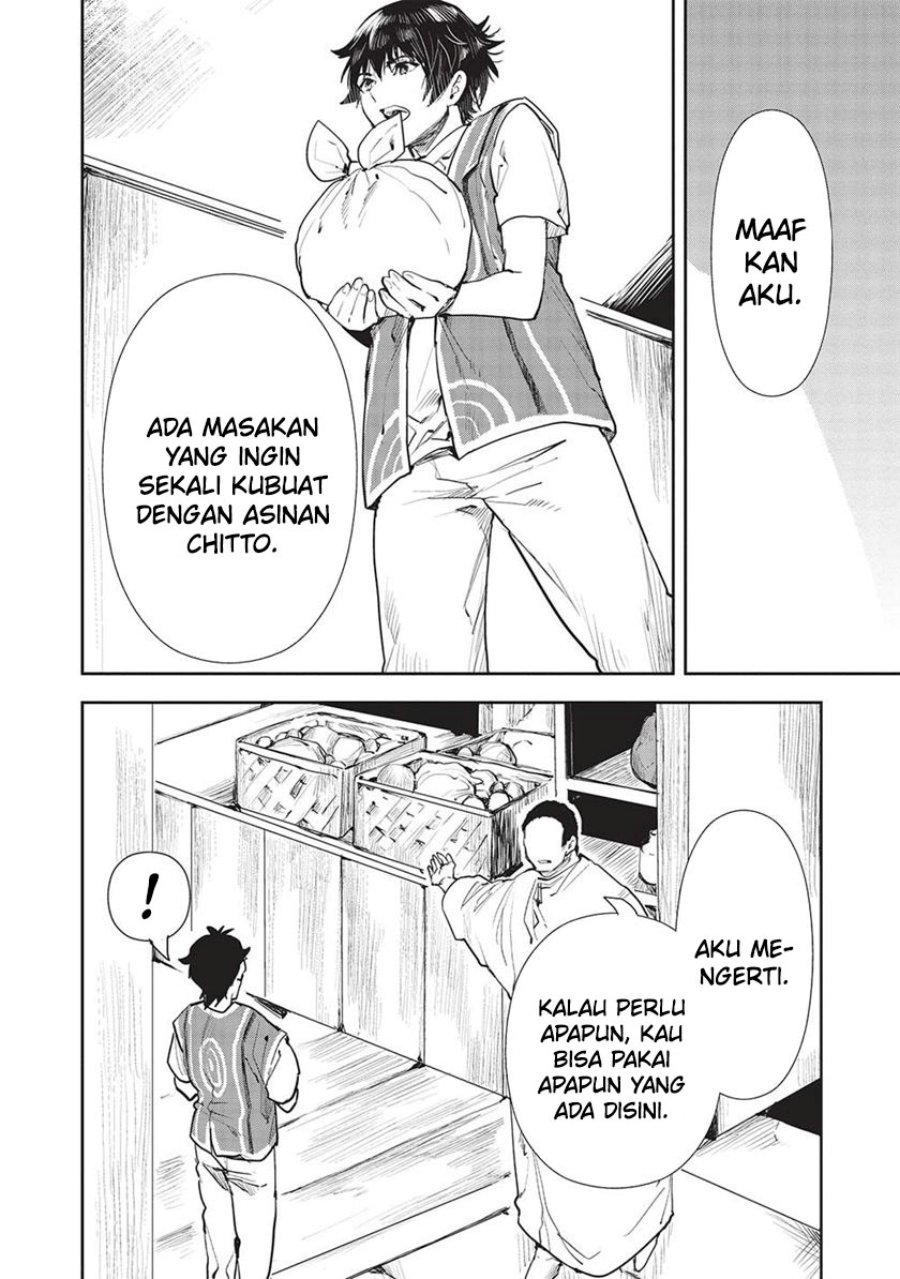 MAAF
KAN
AKU.
ADA MASAKAN
YANG INGIN
SEKALI KUBUAT
DENGAN ASINAN
CHITTO.
AKU ME-
NGERTI.
KALAU PERLU
APAPUN, KAU
BISA PAKAI
APAPUN YANG
ADA DISINI.
!